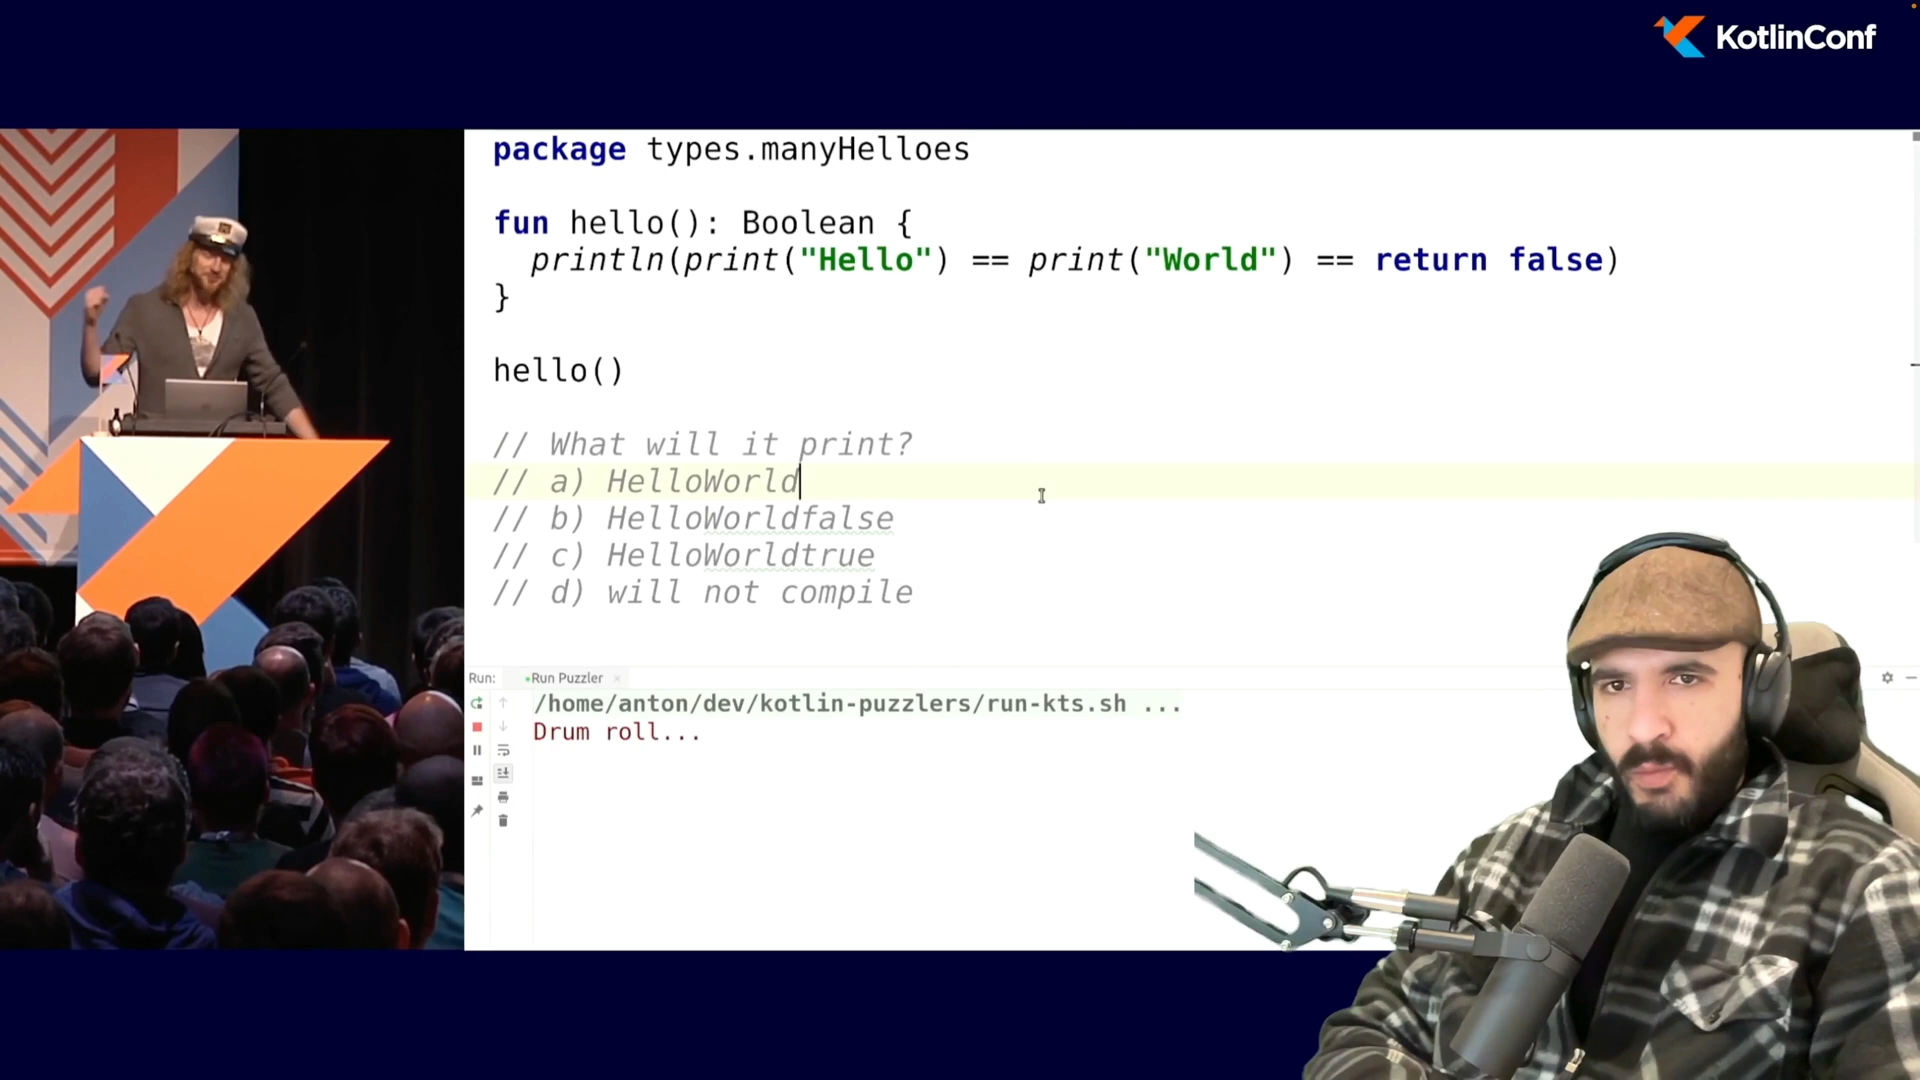 KotlinConf
package types.manyHelloes
fun hello(): Boolean {
println(print("Hello") == print("World") == return false)
}
hello()
// What will it print?
// a) HelloWorld
// b) HelloWorldfalse
// c) HelloWorldtrue
// d) will not compile
Run: Run Puzzler
/home/anton/dev/kotlin-puzzlers/run-kts.sh ...
Drum roll...